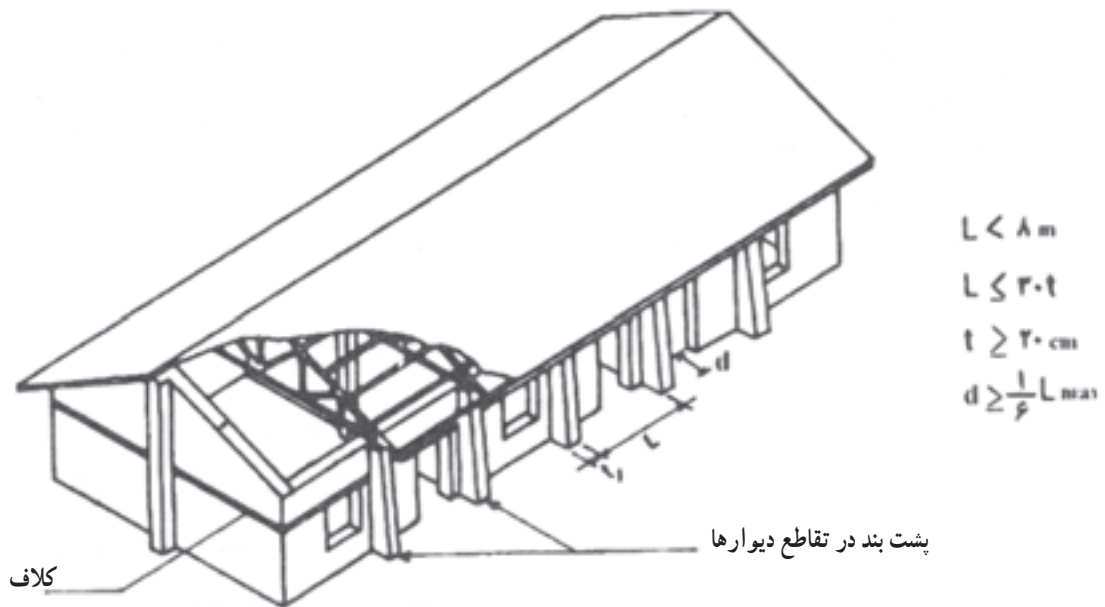 L < ۸ m
L ≤ ۳۰t
t ≥ ۲۰ cm
d ≥ ۱/۶ L max
d
L
t
پشت بند در تقاطع دیوارها
کلاف